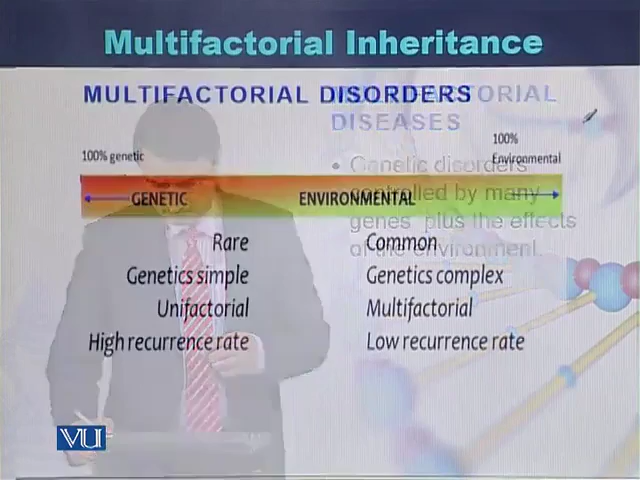 Multifactorial Inheritance
MULTIFACTORIAL DISORDERS
DISEASES
100% genetic
100%
Environmental
• Genetic disorders
controlled by many
genes plus the effects
of the environment.
GENETIC
ENVIRONMENTAL
Rare
Common
Genetics simple
Genetics complex
Unifactorial
Multifactorial
High recurrence rate
Low recurrence rate
VU